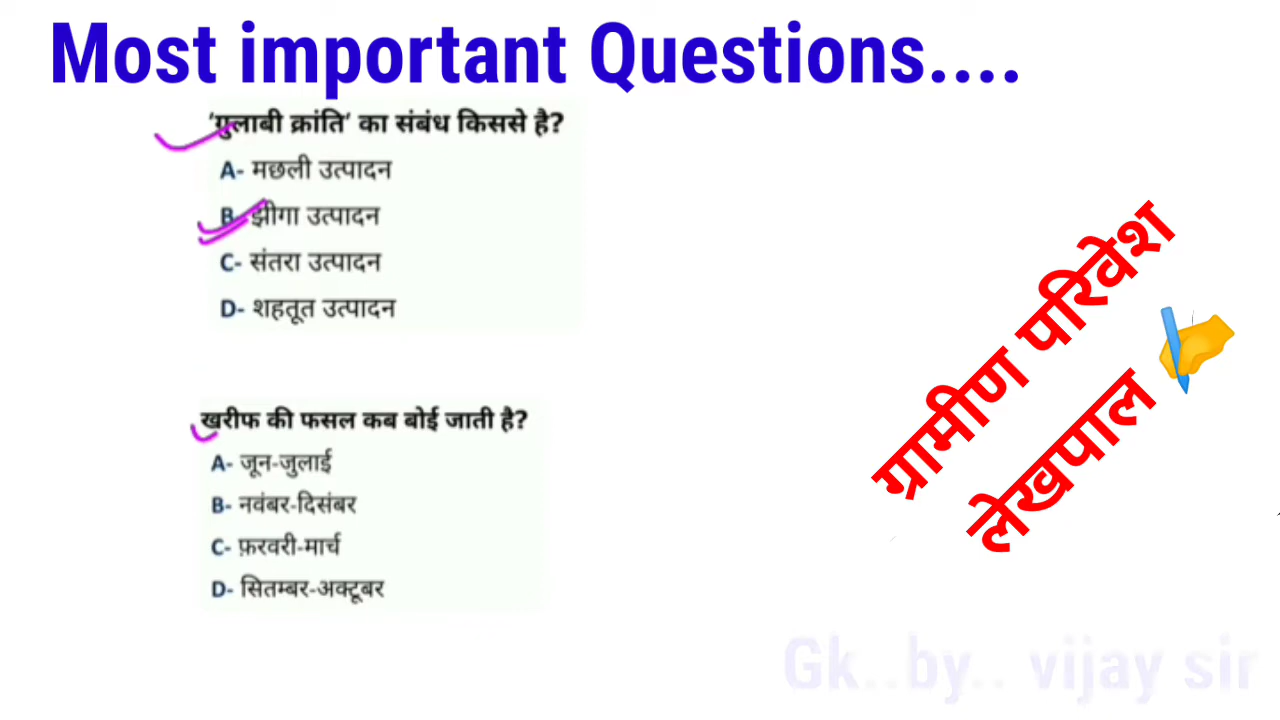 Most important Questions....
'गुलाबी क्रांति' का संबंध किससे है?
A- मछली उत्पादन
B- झीगा उत्पादन
C- संतरा उत्पादन
D- शहतूत उत्पादन
खरीफ की फसल कब बोई जाती है?
A- जून-जुलाई
B- नवंबर-दिसंबर
C- फ़रवरी-मार्च
D- सितम्बर-अक्टूबर
ग्रामीण परिवेश
लेखपाल ✍
Gk..by.. vijay sir